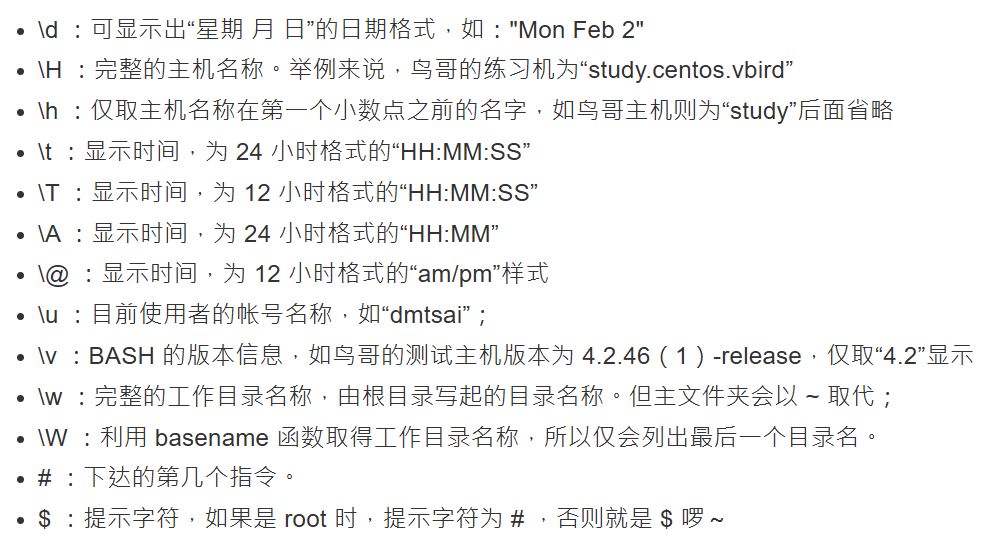 • \d ：可显示出“星期 月 日”的日期格式，如："Mon Feb 2"
• \H ：完整的主机名称。举例来说，鸟哥的练习机为“study.centos.vbird”
• \h ：仅取主机名称在第一个小数点之前的名字，如鸟哥主机则为“study”后面省略
• \t ：显示时间，为 24 小时格式的“HH:MM:SS”
• \T ：显示时间，为 12 小时格式的“HH:MM:SS”
• \A ：显示时间，为 24 小时格式的“HH:MM”
• \@ ：显示时间，为 12 小时格式的“am/pm”样式
• \u ：目前使用者的帐号名称，如“dmtsai”；
• \v ：BASH 的版本信息，如鸟哥的测试主机版本为 4.2.46（1）-release，仅取“4.2”显示
• \w ：完整的工作目录名称，由根目录写起的目录名称。但主文件夹会以 ~ 取代；
• \W ：利用 basename 函数取得工作目录名称，所以仅会列出最后一个目录名。
• # ：下达的第几个指令。
• $ ：提示字符，如果是 root 时，提示字符为 # ，否则就是 $ 啰~